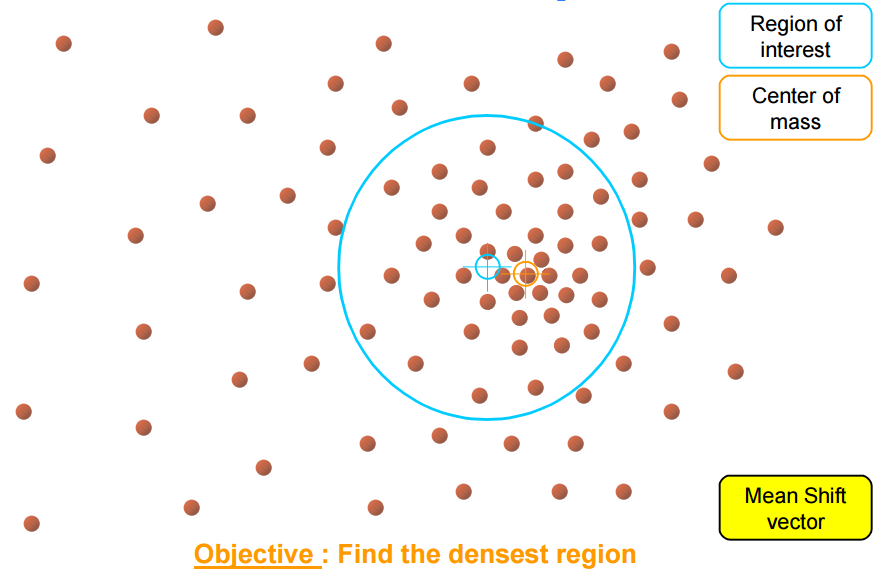 Region of
interest
Center of
mass
Mean Shift
vector
Objective : Find the densest region